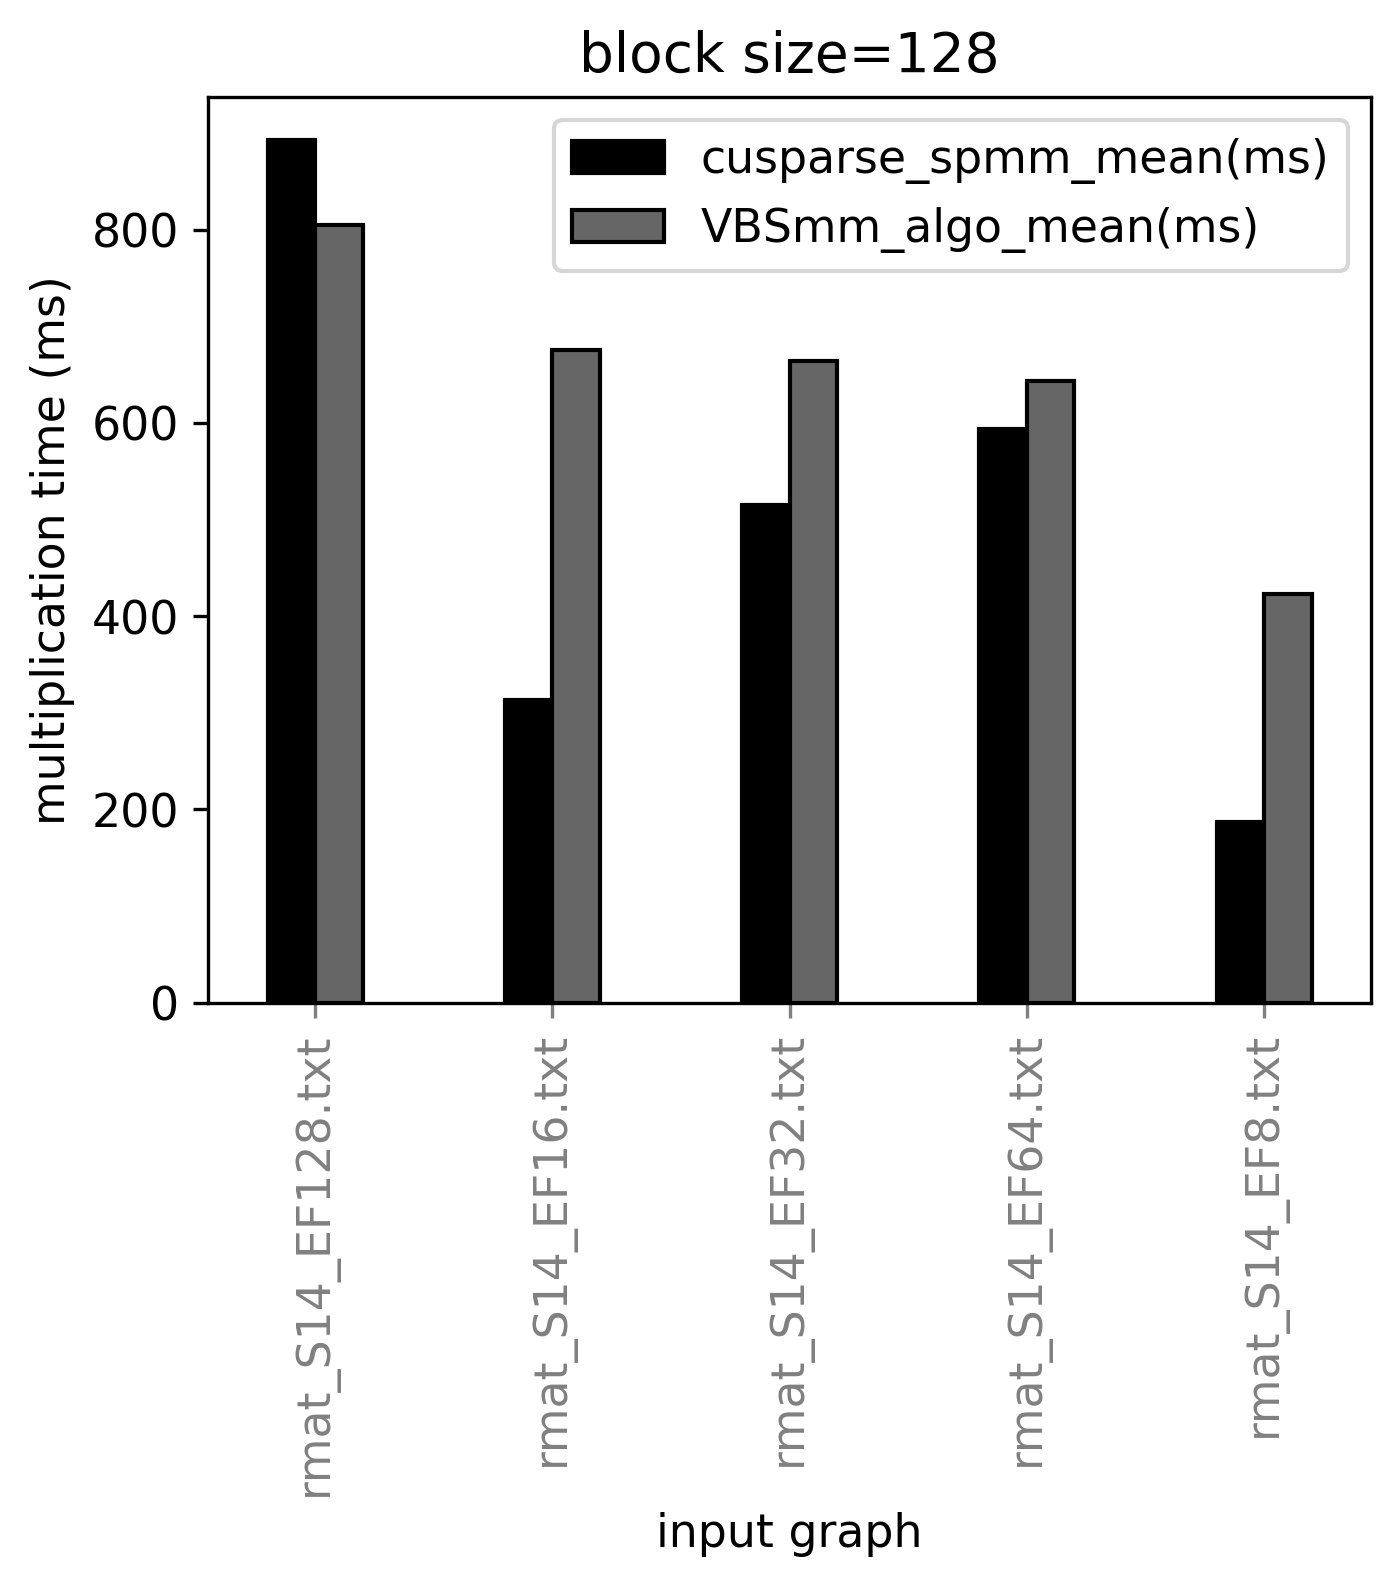 block size=128
cusparse_spmm_mean(ms)
VBSmm_algo_mean(ms)
multiplication time (ms)
800
600
400
200
0
rmat_S14_EF128.txt
rmat_S14_EF16.txt
rmat_S14_EF32.txt
rmat_S14_EF64.txt
rmat_S14_EF8.txt
input graph